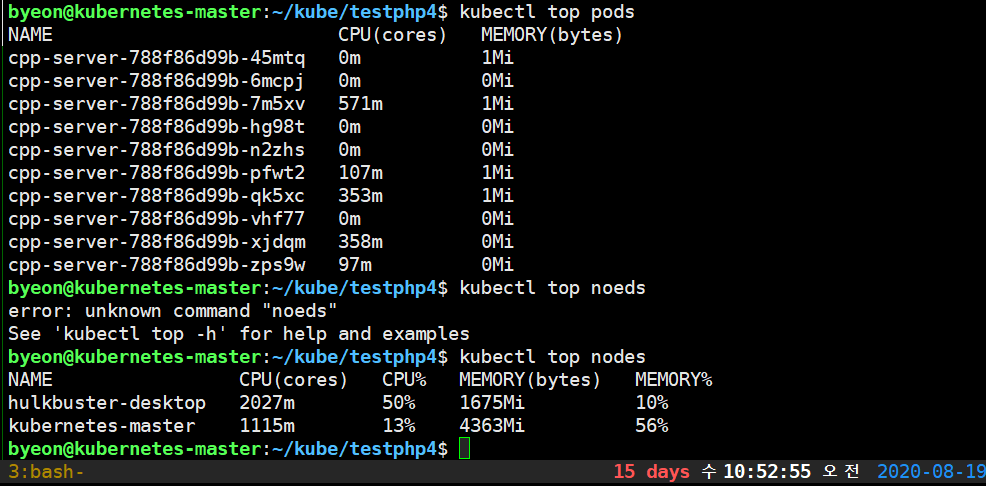 byeon@kubernetes-master:~/kube/testphp4$ kubectl top pods
NAME CPU(cores) MEMORY(bytes)
cpp-server-788f86d99b-45mtq 0m 1Mi
cpp-server-788f86d99b-6mcpj 0m 0Mi
cpp-server-788f86d99b-7m5xv 571m 1Mi
cpp-server-788f86d99b-hg98t 0m 0Mi
cpp-server-788f86d99b-n2zhs 0m 0Mi
cpp-server-788f86d99b-pfwt2 107m 1Mi
cpp-server-788f86d99b-qk5xc 353m 1Mi
cpp-server-788f86d99b-vhf77 0m 0Mi
cpp-server-788f86d99b-xjdqm 358m 0Mi
cpp-server-788f86d99b-zps9w 97m 0Mi
byeon@kubernetes-master:~/kube/testphp4$ kubectl top noeds
error: unknown command "noeds"
See 'kubectl top -h' for help and examples
byeon@kubernetes-master:~/kube/testphp4$ kubectl top nodes
NAME CPU(cores) CPU% MEMORY(bytes) MEMORY%
hulkbuster-desktop 2027m 50% 1675Mi 10%
kubernetes-master 1115m 13% 4363Mi 56%
byeon@kubernetes-master:~/kube/testphp4$
3:bash- 15 days 수 10:52:55 오전 2020-08-19